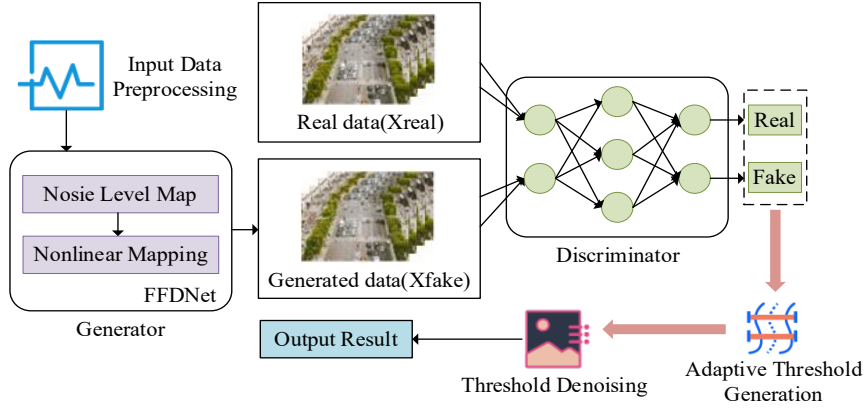 Input Data
Preprocessing
Nosie Level Map
Nonlinear Mapping
FFDNet
Generator
Real data(Xreal)
Generated data(Xfake)
Discriminator
Real
Fake
Adaptive Threshold
Generation
Threshold Denoising
Output Result